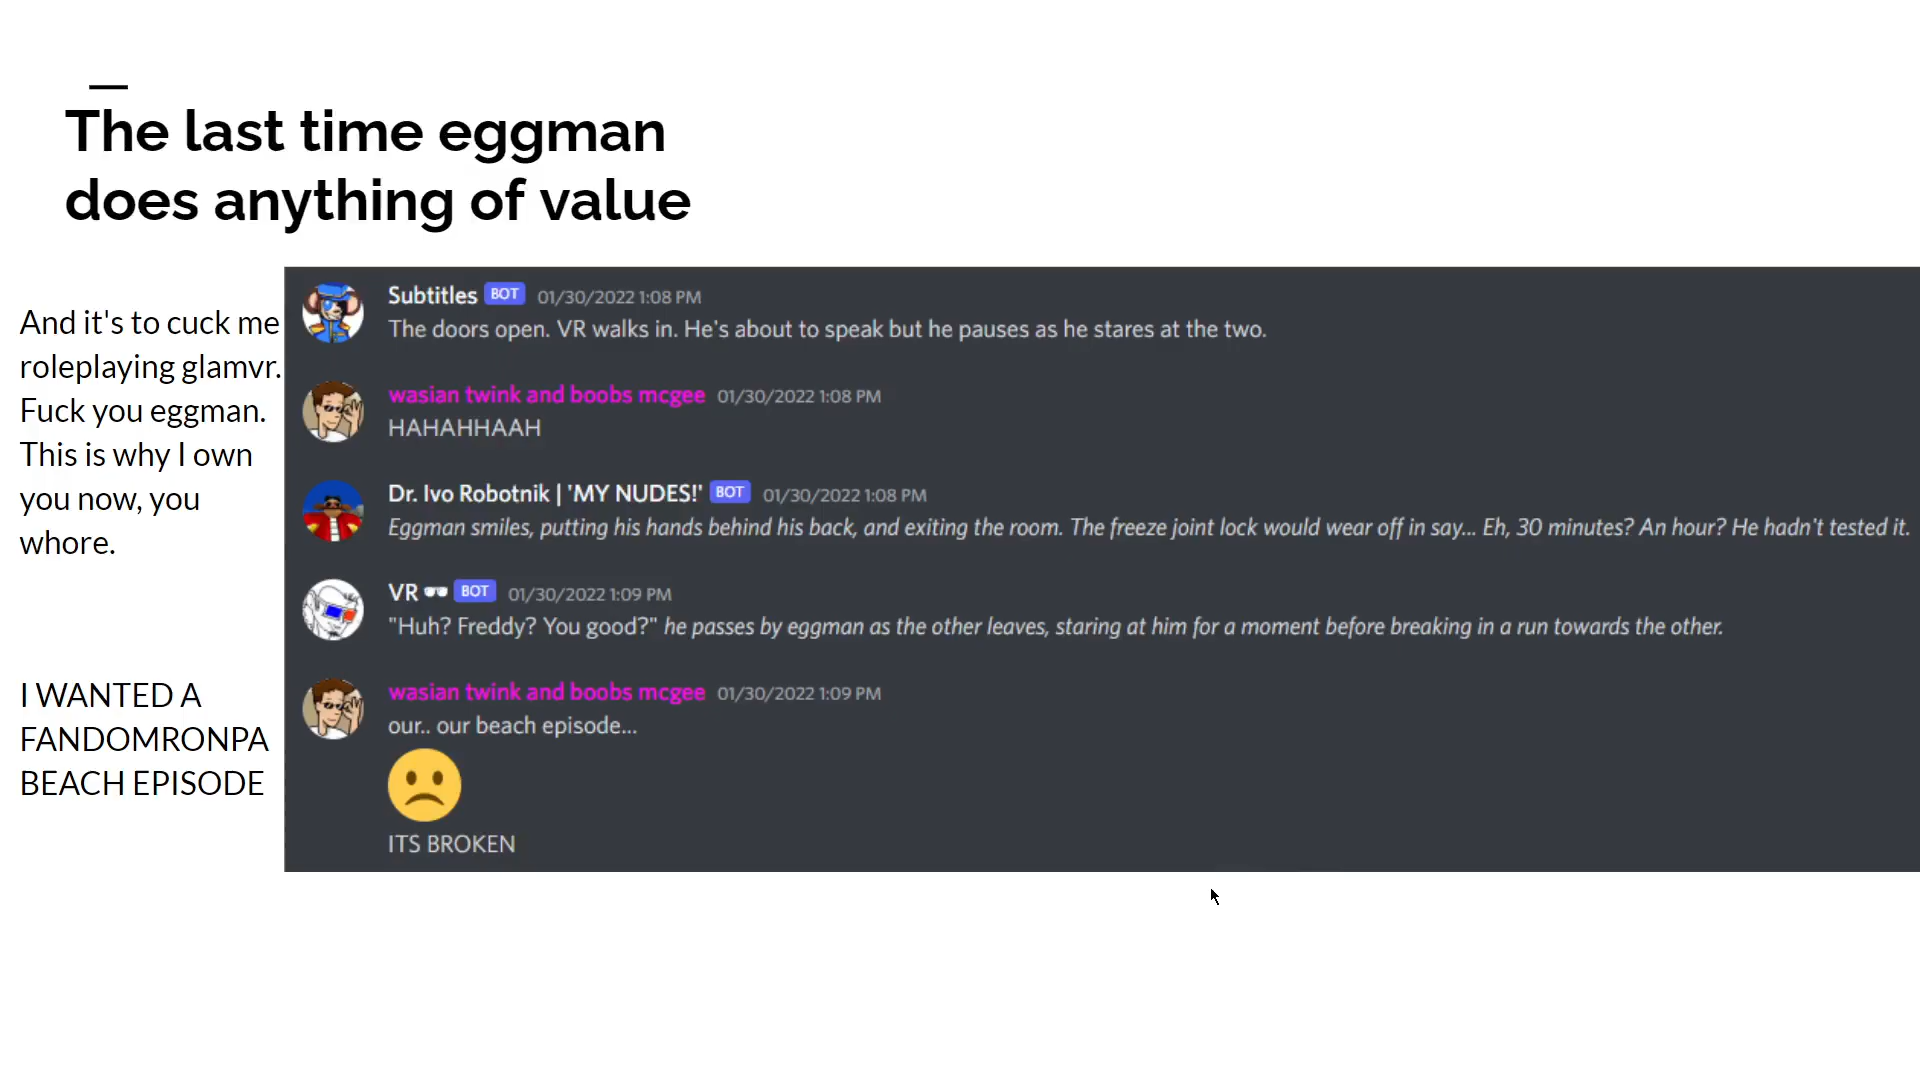 The last time eggman
does anything of value
And it's to cuck me
roleplaying glamvr.
Fuck you eggman.
This is why I own
you now, you
whore.
I WANTED A
FANDOMRONPA
BEACH EPISODE
Subtitles BOT 01/30/2022 1:08 PM
The doors open. VR walks in. He's about to speak but he pauses as he stares at the two.
wasian twink and boobs mcgee 01/30/2022 1:08 PM
HAHAHHAAH
Dr. Ivo Robotnik | 'MY NUDES!' BOT 01/30/2022 1:08 PM
Eggman smiles, putting his hands behind his back, and exiting the room. The freeze joint lock would wear off in say... Eh, 30 minutes? An hour? He hadn't tested it.
VR 🕶 BOT 01/30/2022 1:09 PM
"Huh? Freddy? You good?" he passes by eggman as the other leaves, staring at him for a moment before breaking in a run towards the other.
wasian twink and boobs mcgee 01/30/2022 1:09 PM
our.. our beach episode...
ITS BROKEN